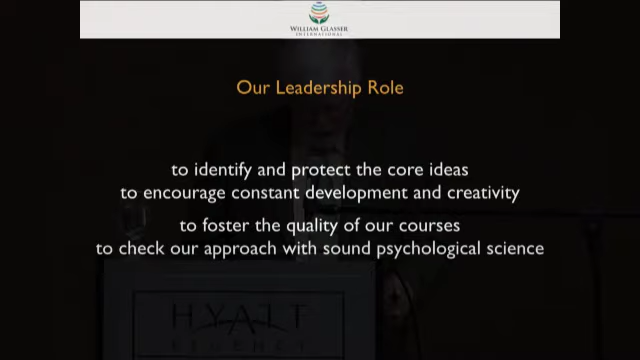 WILLIAM GLASSER
INTERNATIONAL
Our Leadership Role
to identify and protect the core ideas
to encourage constant development and creativity
to foster the quality of our courses
to check our approach with sound psychological science
HYATT
REGENCY